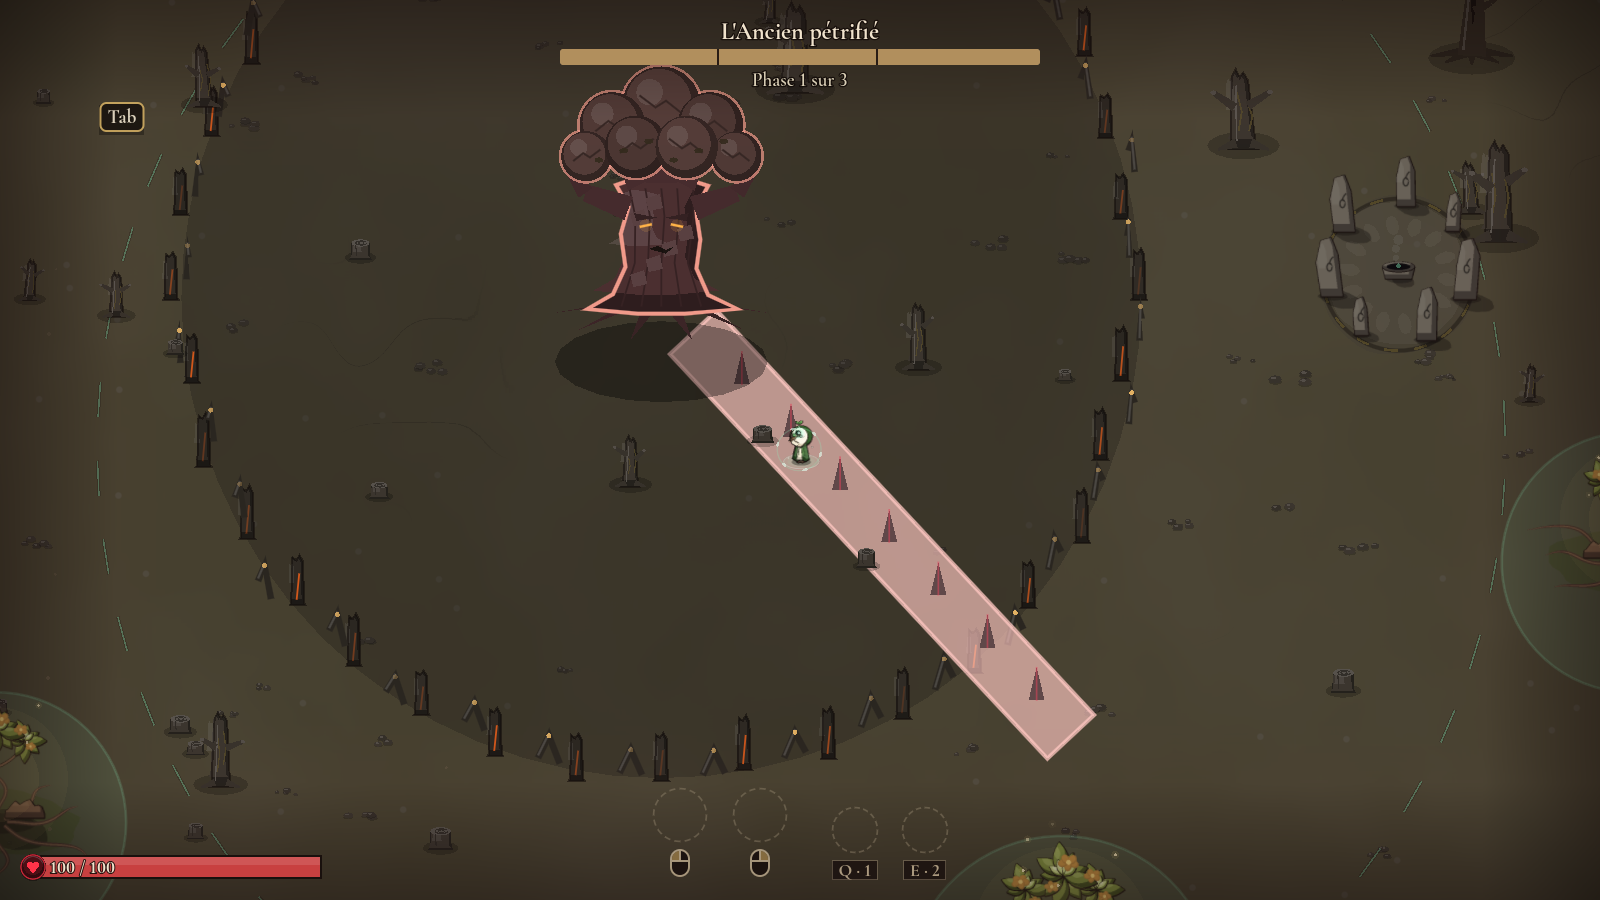 L'Ancien pétrifié
Phase 1 sur 3
Tab
100 / 100
Q · 1
E · 2